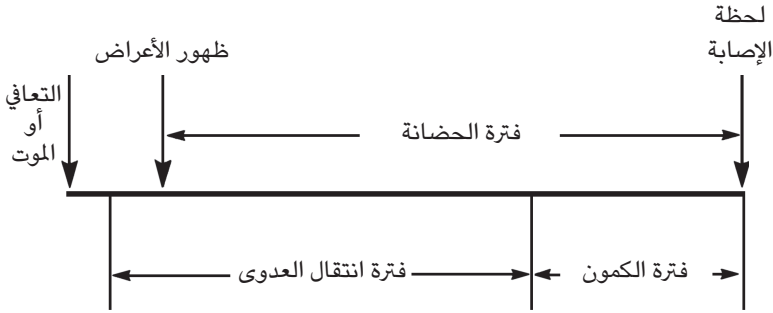 لحظة
الإصابة
ظهور الأعراض
التعافي
أو
الموت
فترة الحضانة
فترة الكمون
فترة انتقال العدوى